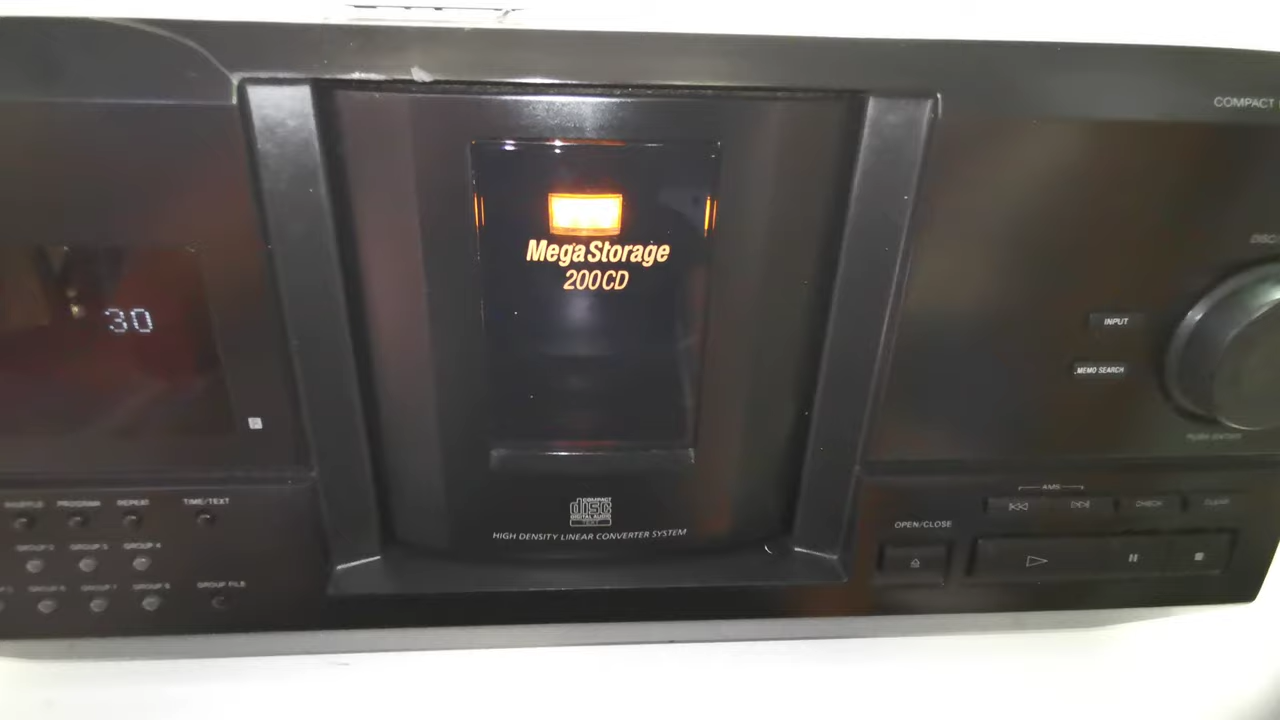 COMPACT
DISC
MegaStorage
200CD
30
INPUT
MEMO SEARCH
PROGRAM REPEAT TIME/TEXT
AMS
CHECK CLEAR
OPEN/CLOSE
GROUP 2 GROUP 3 GROUP 4
GROUP 6 GROUP 7 GROUP 8 GROUP FILE
COMPACT
disc
DIGITAL AUDIO
TEXT
HIGH DENSITY LINEAR CONVERTER SYSTEM